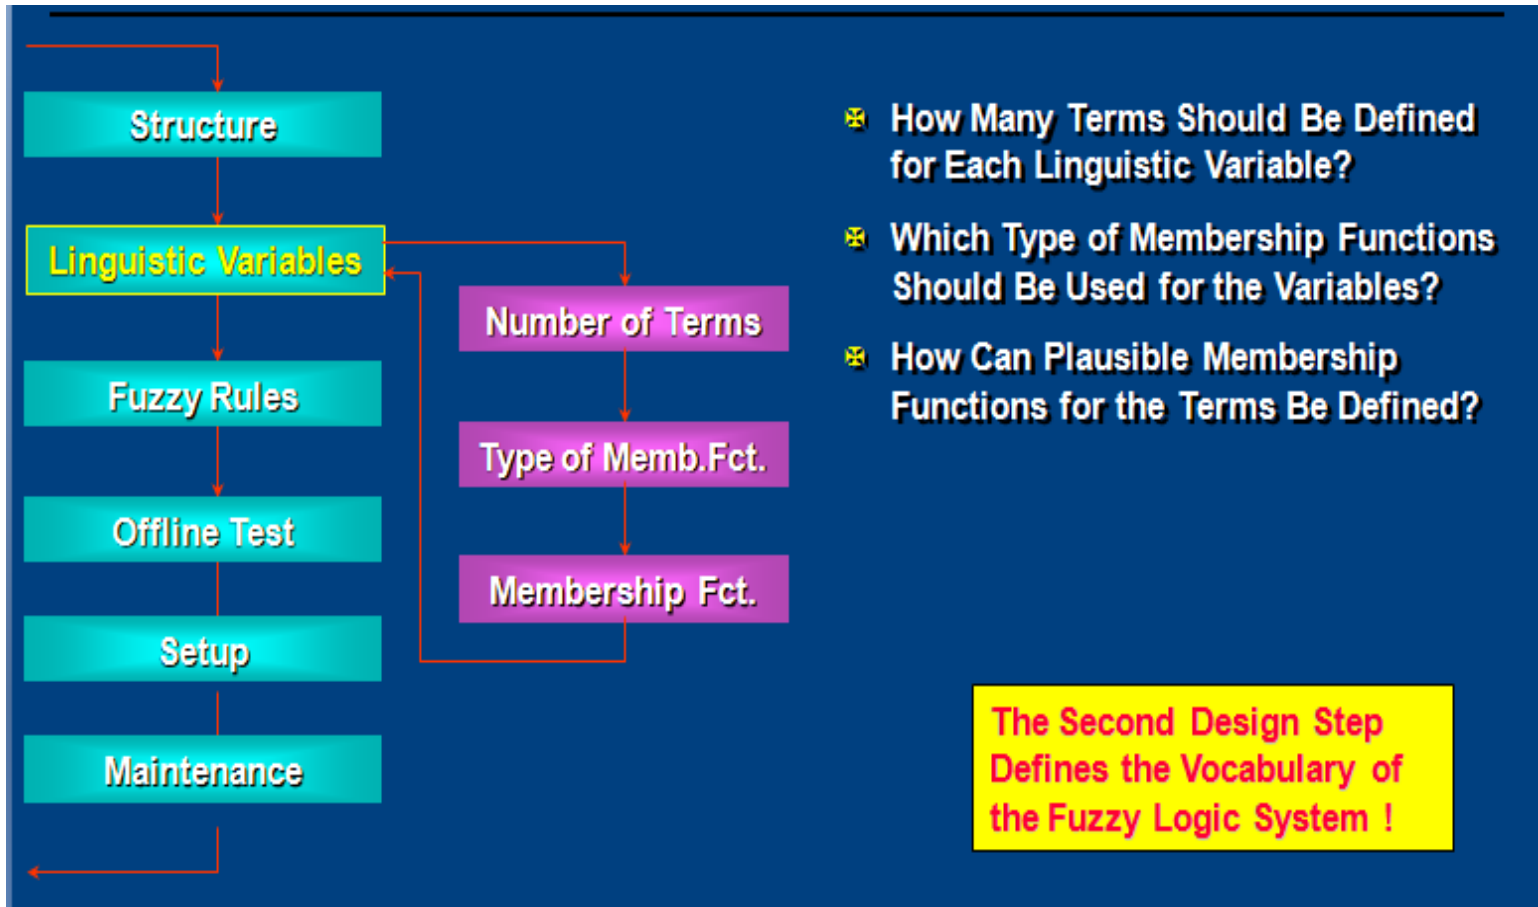 Structure
Linguistic Variables
Fuzzy Rules
Offline Test
Setup
Maintenance
Number of Terms
Type of Memb.Fct.
Membership Fct.
How Many Terms Should Be Defined
for Each Linguistic Variable?
Which Type of Membership Functions
Should Be Used for the Variables?
How Can Plausible Membership
Functions for the Terms Be Defined?
The Second Design Step
Defines the Vocabulary of
the Fuzzy Logic System !